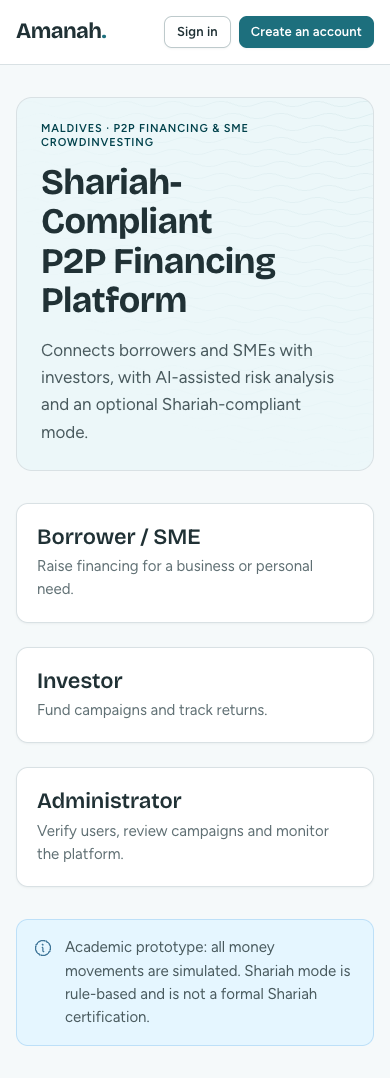 Amanah.
Sign in
Create an account
MALDIVES · P2P FINANCING & SME
CROWDINVESTING
Shariah-
Compliant
P2P Financing
Platform
Connects borrowers and SMEs with
investors, with AI-assisted risk analysis
and an optional Shariah-compliant
mode.
Borrower / SME
Raise financing for a business or personal
need.
Investor
Fund campaigns and track returns.
Administrator
Verify users, review campaigns and monitor
the platform.
Academic prototype: all money
movements are simulated. Shariah mode is
rule-based and is not a formal Shariah
certification.